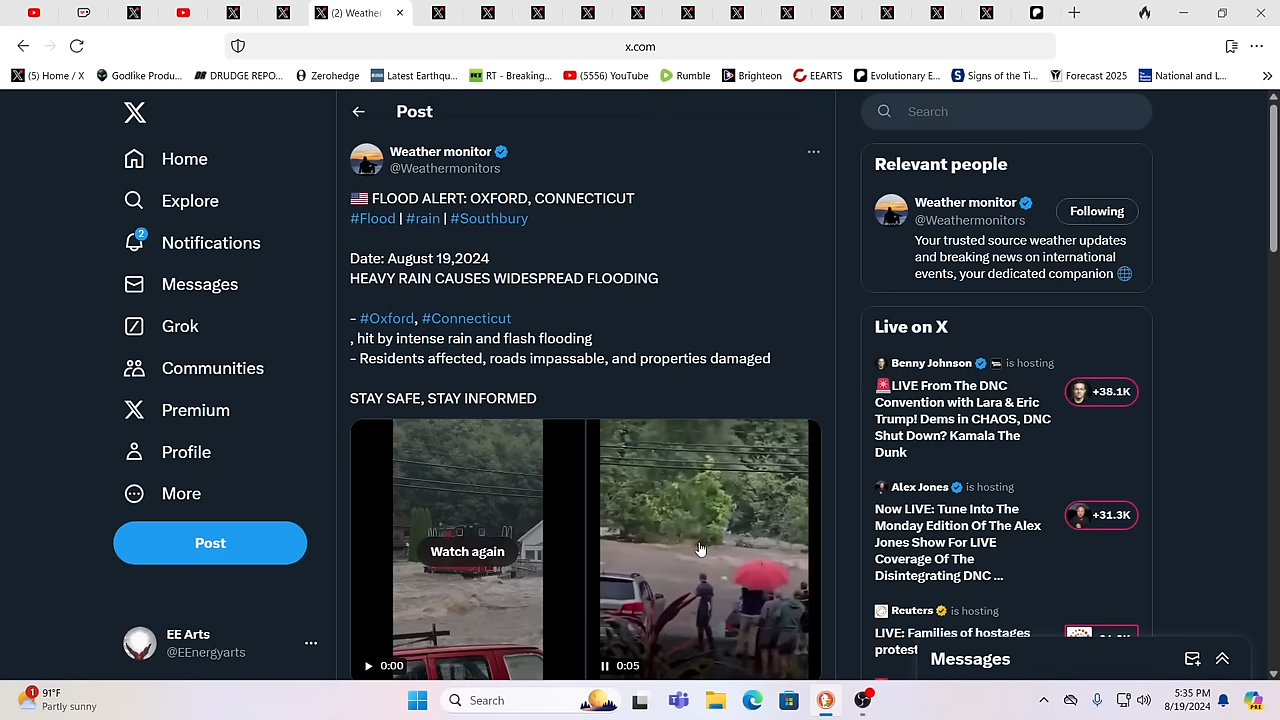 (2) Weather
x.com
(5) Home / X
Godlike Produ...
DRUDGE REPO...
Zerohedge
Latest Earthqu...
RT - Breaking...
(5556) YouTube
Rumble
Brighteon
EEARTS
Evolutionary E...
Signs of the Ti...
Forecast 2025
National and L...
Home
Explore
2
Notifications
Messages
Grok
Communities
Premium
Profile
More
Post
EE Arts
@EEnergyarts
Post
Weather monitor
@Weathermonitors
FLOOD ALERT: OXFORD, CONNECTICUT
#Flood | #rain | #Southbury
Date: August 19,2024
HEAVY RAIN CAUSES WIDESPREAD FLOODING
- #Oxford, #Connecticut
, hit by intense rain and flash flooding
- Residents affected, roads impassable, and properties damaged
STAY SAFE, STAY INFORMED
Watch again
0:00
0:05
Search
Relevant people
Weather monitor
@Weathermonitors
Following
Your trusted source weather updates
and breaking news on international
events, your dedicated companion
Live on X
Benny Johnson is hosting
LIVE From The DNC
Convention with Lara & Eric
Trump! Dems in CHAOS, DNC
Shut Down? Kamala The
Dunk
+38.1K
Alex Jones is hosting
Now LIVE: Tune Into The
Monday Edition Of The Alex
Jones Show For LIVE
Coverage Of The
Disintegrating DNC ...
+31.3K
Reuters is hosting
LIVE: Families of hostages
protest
Messages
1
91°F
Partly sunny
Search
PRE
5:35 PM
8/19/2024